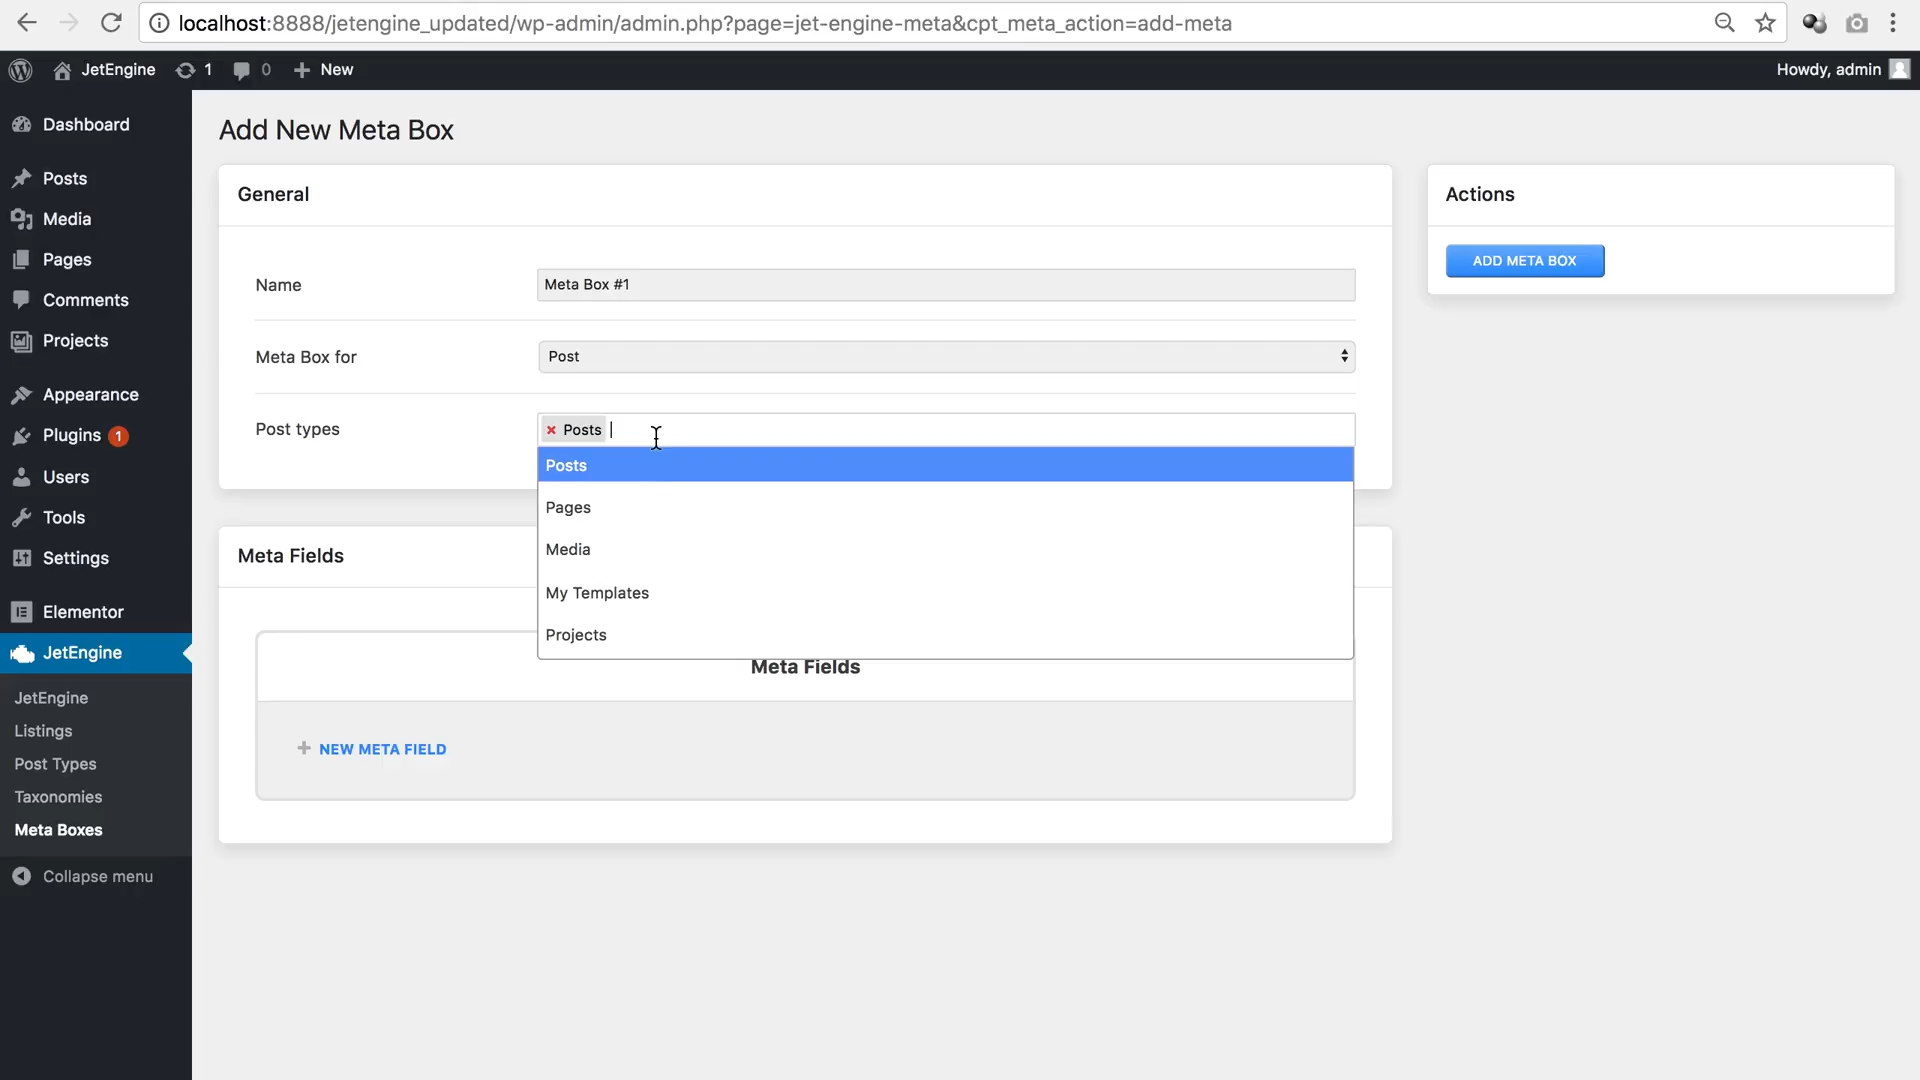 localhost:8888/jetengine_updated/wp-admin/admin.php?page=jet-engine-meta&cpt_meta_action=add-meta
JetEngine 1 0 New Howdy, admin
Dashboard
Posts
Media
Pages
Comments
Projects
Appearance
Plugins 1
Users
Tools
Settings
Elementor
JetEngine
JetEngine
Listings
Post Types
Taxonomies
Meta Boxes
Collapse menu
Add New Meta Box
General
Name Meta Box #1
Meta Box for Post
Post types × Posts
Posts
Pages
Media
My Templates
Projects
Meta Fields
Meta Fields
+ NEW META FIELD
Actions
ADD META BOX